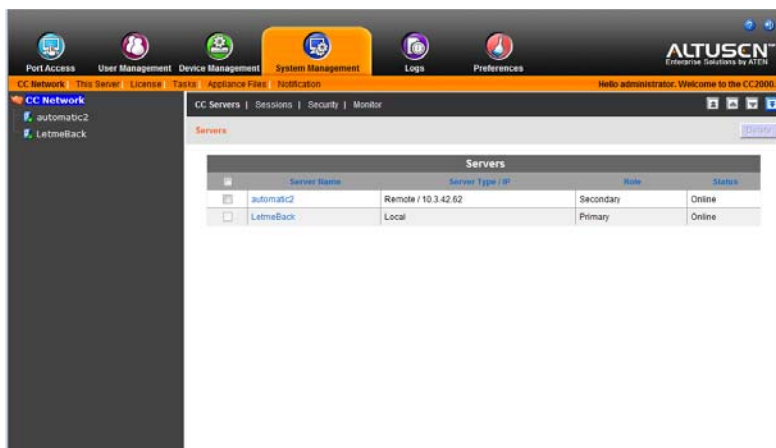 ALTUSCN™
Enterprise Solutions by ATEN
Port Access User Management Device Management System Management Logs Preferences
CC Network | This Server | License | Tasks | Appliance Files | Notification
Hello administrator. Welcome to the CC2000.
CC Network
automatic2
LetmeBack
CC Servers | Sessions | Security | Monitor
Servers
Delete
Servers
Server Name Server Type / IP Role Status
automatic2 Remote / 10.3.42.62 Secondary Online
LetmeBack Local Primary Online